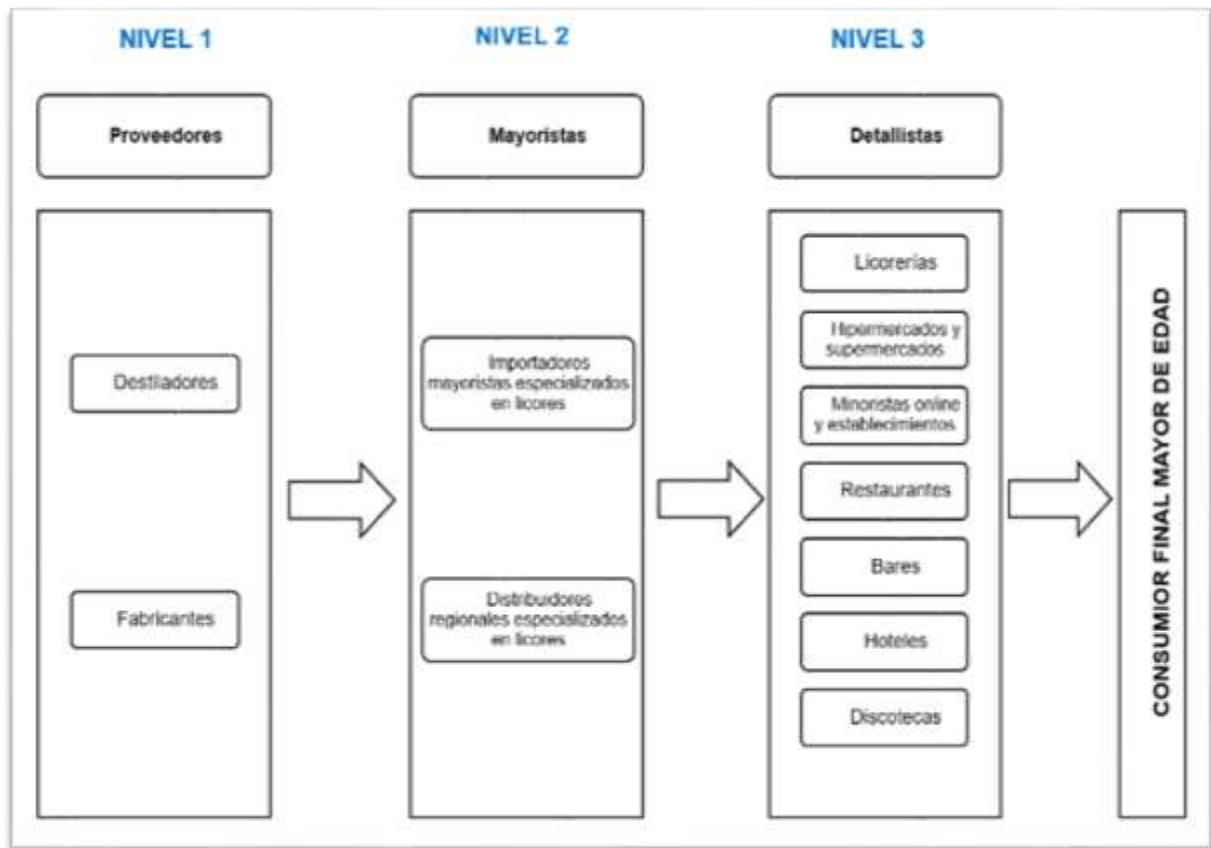 NIVEL 1
NIVEL 2
NIVEL 3
Proveedores
Mayoristas
Detallistas
Destiladores
Fabricantes
Importadores
mayoristas especializados
en licores
Distribuidores
regionales especializados
en licores
Licorerías
Hipermercados y
supermercados
Minoristas online
y establecimientos
Restaurantes
Bares
Hoteles
Discotecas
CONSUMIOR FINAL MAYOR DE EDAD